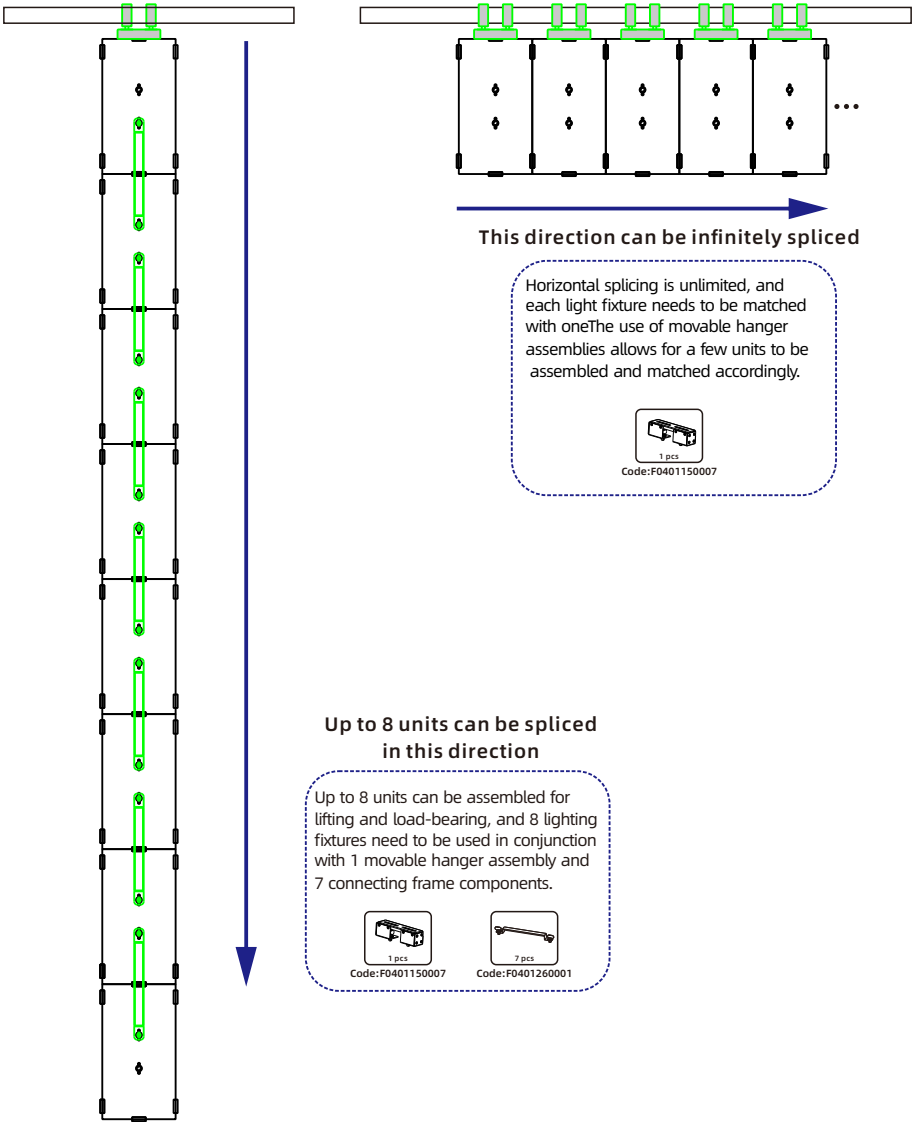 This direction can be infinitely spliced
Horizontal splicing is unlimited, and
each light fixture needs to be matched
with oneThe use of movable hanger
assemblies allows for a few units to be
assembled and matched accordingly.
1 pcs
Code:F0401150007
Up to 8 units can be spliced
in this direction
Up to 8 units can be assembled for
lifting and load-bearing, and 8 lighting
fixtures need to be used in conjunction
with 1 movable hanger assembly and
7 connecting frame components.
1 pcs
Code:F0401150007
7 pcs
Code:F0401260001